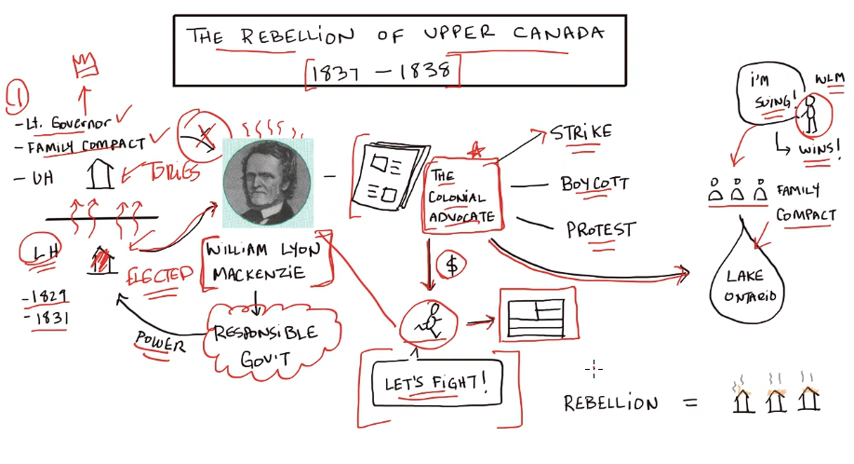 THE REBELLION OF UPPER CANADA
1837 - 1838
1
- Lt. GOVERNOR
- FAMILY COMPACT
- UH
TORIES
LH
ELECTED
- 1829
- 1831
POWER
WILLIAM LYON
MACKENZIE
RESPONSIBLE
GOV'T
THE
COLONIAL
ADVOCATE
STRIKE
BOYCOTT
PROTEST
$
LET'S FIGHT!
I'M
SUING!
WLM
WINS!
FAMILY
COMPACT
LAKE
ONTARIO
REBELLION =